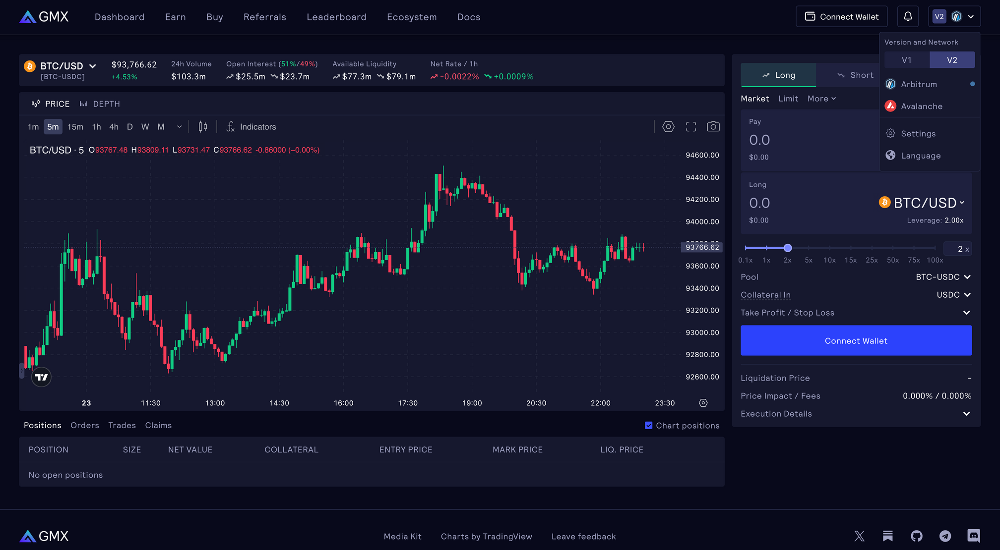 GMX Dashboard Earn Buy Referrals Leaderboard Ecosystem Docs Connect Wallet V2
Version and Network
V1 V2
Arbitrum
Avalanche
Settings
Language
BTC/USD
[BTC-USDC]
$93,766.62
+4.53%
24h Volume
$103.3m
Open Interest (51%/49%)
$25.5m $23.7m
Available Liquidity
$77.3m $79.1m
Net Rate / 1h
-0.0022% +0.0009%
PRICE DEPTH
1m 5m 15m 1h 4h D W M Indicators
BTC/USD · 5 O93767.48 H93809.11 L93731.47 C93766.62 -0.86000 (−0.00%)
94600.00
94400.00
94200.00
94000.00
93766.62
93600.00
93400.00
93200.00
93000.00
92800.00
92600.00
23 11:30 13:00 14:30 16:00 17:30 19:00 20:30 22:00 23:30
Long Short
Market Limit More
Pay
0.0
$0.00
Long
0.0 BTC/USD
$0.00 Leverage: 2.00x
2 x
0.1x 1x 2x 5x 10x 15x 25x 50x 75x 100x
Pool BTC-USDC
Collateral In USDC
Take Profit / Stop Loss
Connect Wallet
Liquidation Price -
Price Impact / Fees 0.000% / 0.000%
Execution Details
Positions Orders Trades Claims Chart positions
POSITION SIZE NET VALUE COLLATERAL ENTRY PRICE MARK PRICE LIQ. PRICE
No open positions
GMX Media Kit Charts by TradingView Leave feedback